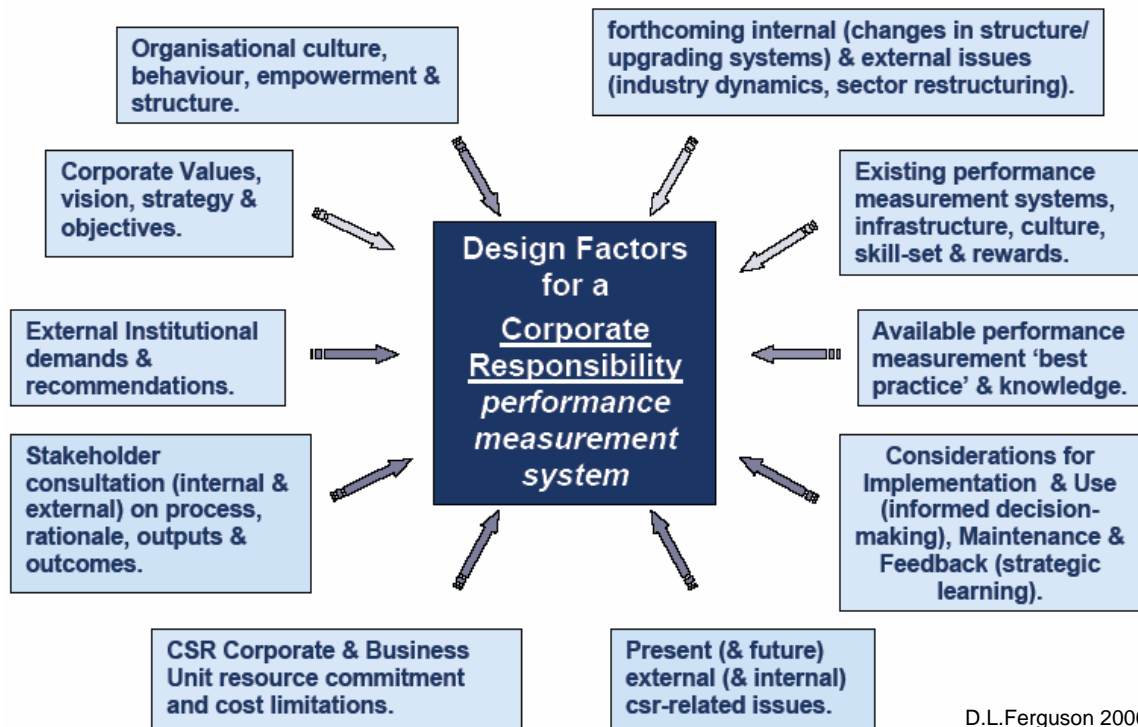 Organisational culture,
behaviour, empowerment &
structure.
forthcoming internal (changes in structure/
upgrading systems) & external issues
(industry dynamics, sector restructuring).
Corporate Values,
vision, strategy &
objectives.
Existing performance
measurement systems,
infrastructure, culture,
skill-set & rewards.
Design Factors
for a
Corporate
Responsibility
performance
measurement
system
External Institutional
demands &
recommendations.
Available performance
measurement ‘best
practice’ & knowledge.
Stakeholder
consultation (internal &
external) on process,
rationale, outputs &
outcomes.
Considerations for
Implementation & Use
(informed decision-
making), Maintenance &
Feedback (strategic
learning).
CSR Corporate & Business
Unit resource commitment
and cost limitations.
Present (& future)
external (& internal)
csr-related issues.
D.L.Ferguson